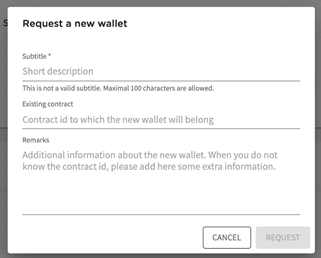 Request a new wallet
Subtitle *
Short description
This is not a valid subtitle. Maximal 100 characters are allowed.
Existing contract
Contract id to which the new wallet will belong
Remarks
Additional information about the new wallet. When you do
not know the contract id, please add here some extra
information.
CANCEL
REQUEST